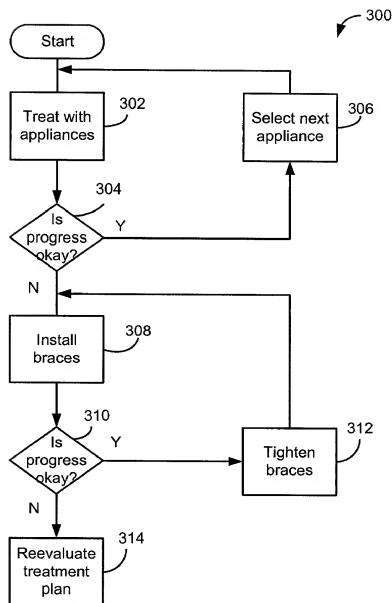 300
Start
Treat with
appliances
302
Select next
appliance
306
304
Is
progress
okay?
Y
N
Install
braces
308
310
Is
progress
okay?
Y
Tighten
braces
312
N
Reevaluate
treatment
plan
314